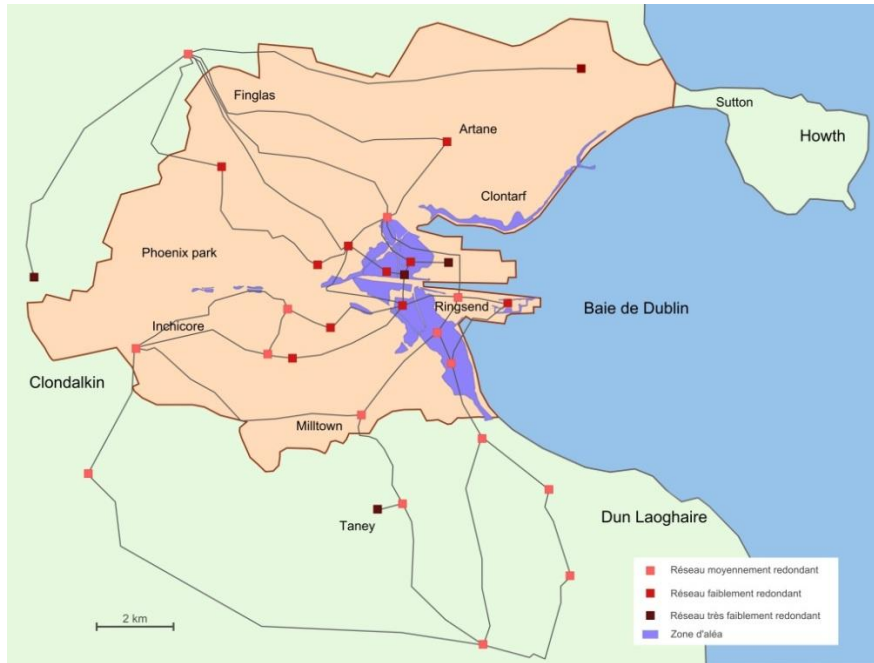 Finglas
Sutton
Artane
Howth
Clontarf
Phoenix park
Ringsend
Baie de Dublin
Inchicore
Clondalkin
Milltown
Dun Laoghaire
Taney
Réseau moyennement redondant
Réseau faiblement redondant
2 km
Réseau très faiblement redondant
Zone d'aléa